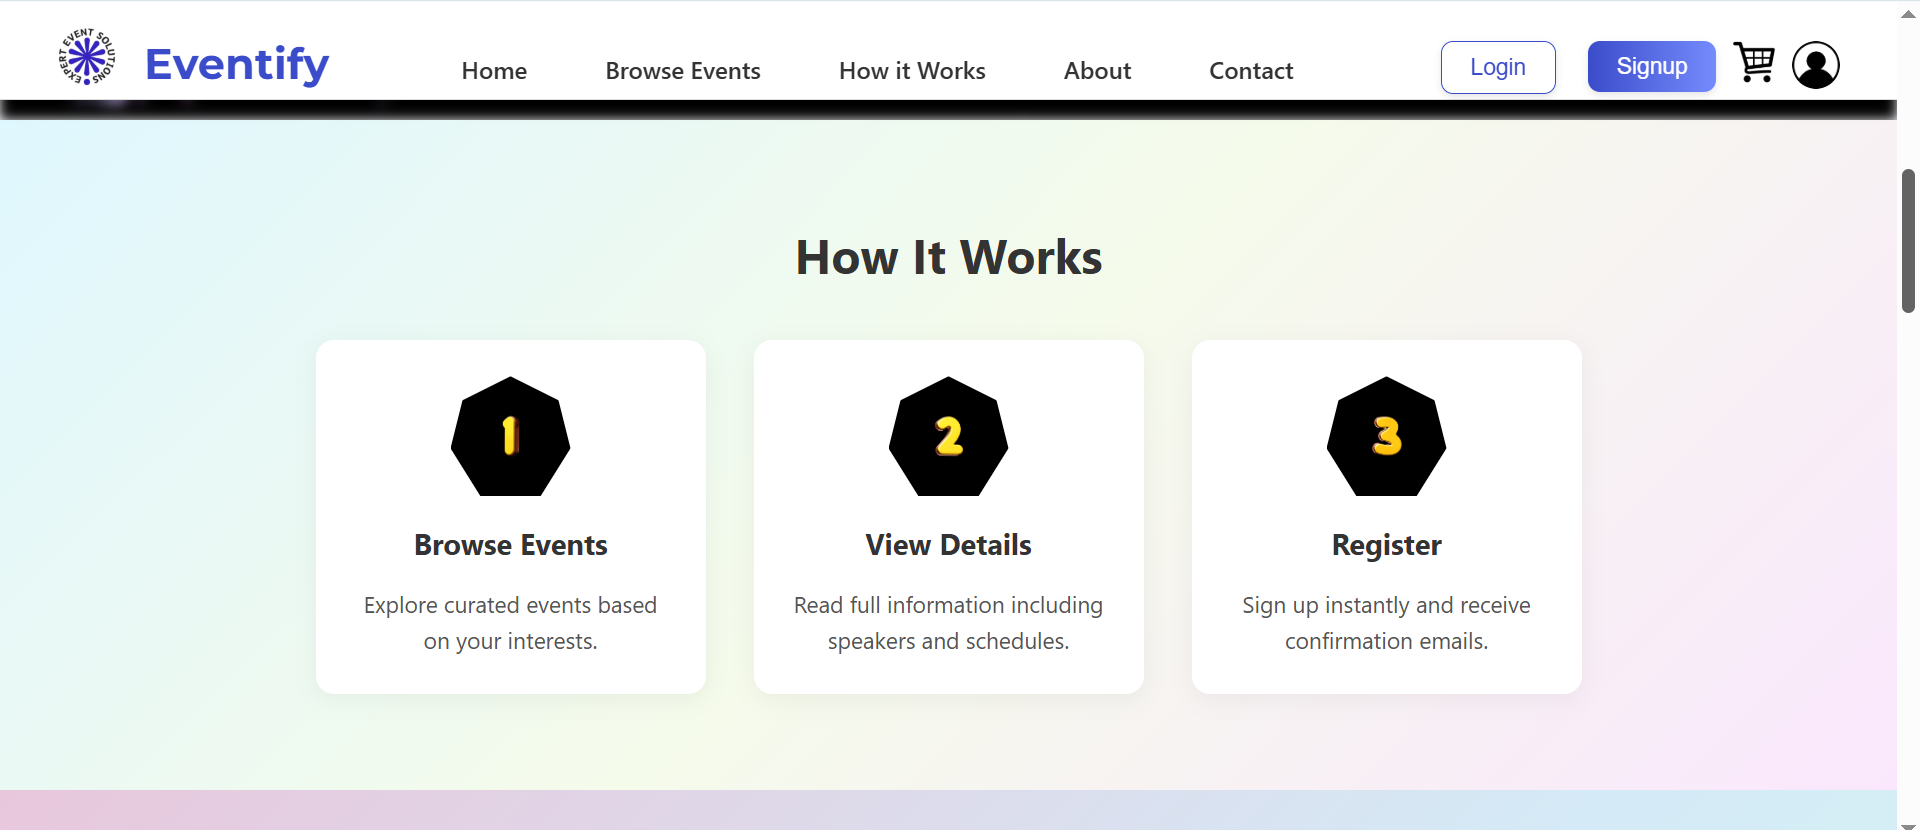 EXPERT EVENT SOLUTIONS
Eventify
Home
Browse Events
How it Works
About
Contact
Login
Signup
How It Works
1
Browse Events
Explore curated events based
on your interests.
2
View Details
Read full information including
speakers and schedules.
3
Register
Sign up instantly and receive
confirmation emails.